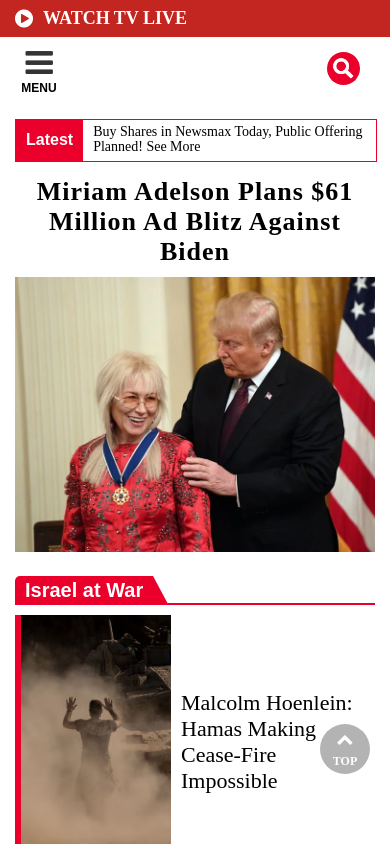 WATCH TV LIVE
MENU
Latest
Buy Shares in Newsmax Today, Public Offering
Planned! See More
Miriam Adelson Plans $61
Million Ad Blitz Against
Biden
Israel at War
Malcolm Hoenlein:
Hamas Making
Cease-Fire
Impossible
TOP